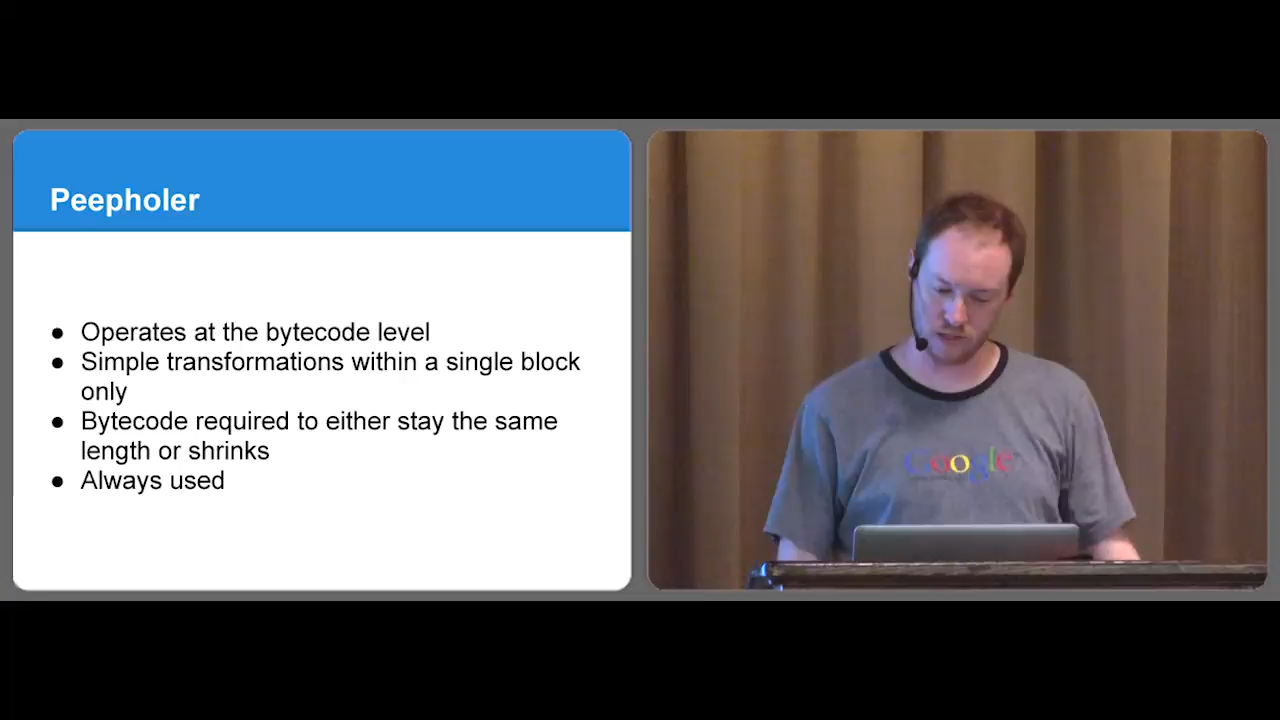 Peepholer
● Operates at the bytecode level
● Simple transformations within a single block
only
● Bytecode required to either stay the same
length or shrinks
● Always used
Google